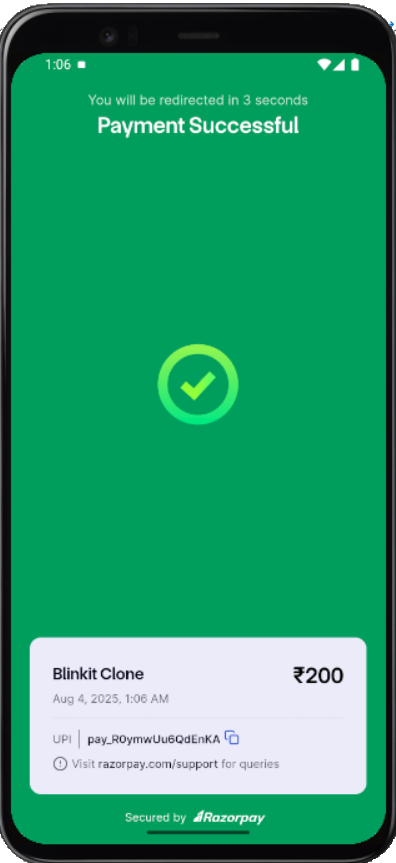 1:06
You will be redirected in 3 seconds
Payment Successful
Blinkit Clone ₹200
Aug 4, 2025, 1:06 AM
UPI | pay_R0ymwUu6QdEnKA
Visit razorpay.com/support for queries
Secured by Razorpay